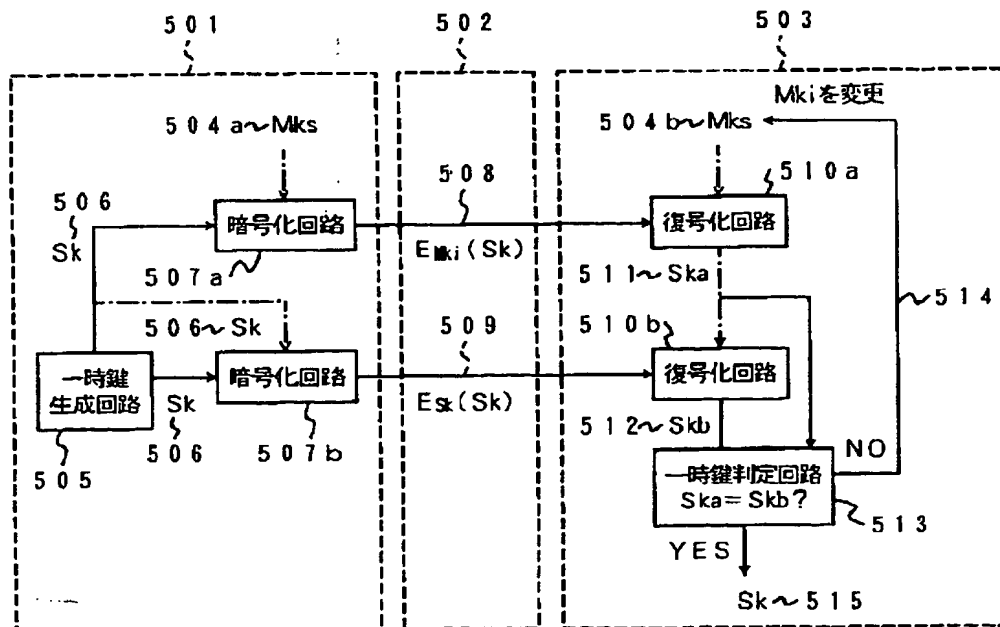 501
502
503
Mkiを変更
504a〜Mks
504b〜Mks
506
Sk
暗号化回路
508
510a
復号化回路
EMki(Sk)
507a
511〜Ska
514
506〜Sk
509
510b
一時鍵
生成回路
Sk
暗号化回路
復号化回路
ESk(Sk)
512〜Skb
506
507b
505
NO
一時鍵判定回路
Ska=Skb?
513
YES
Sk〜515